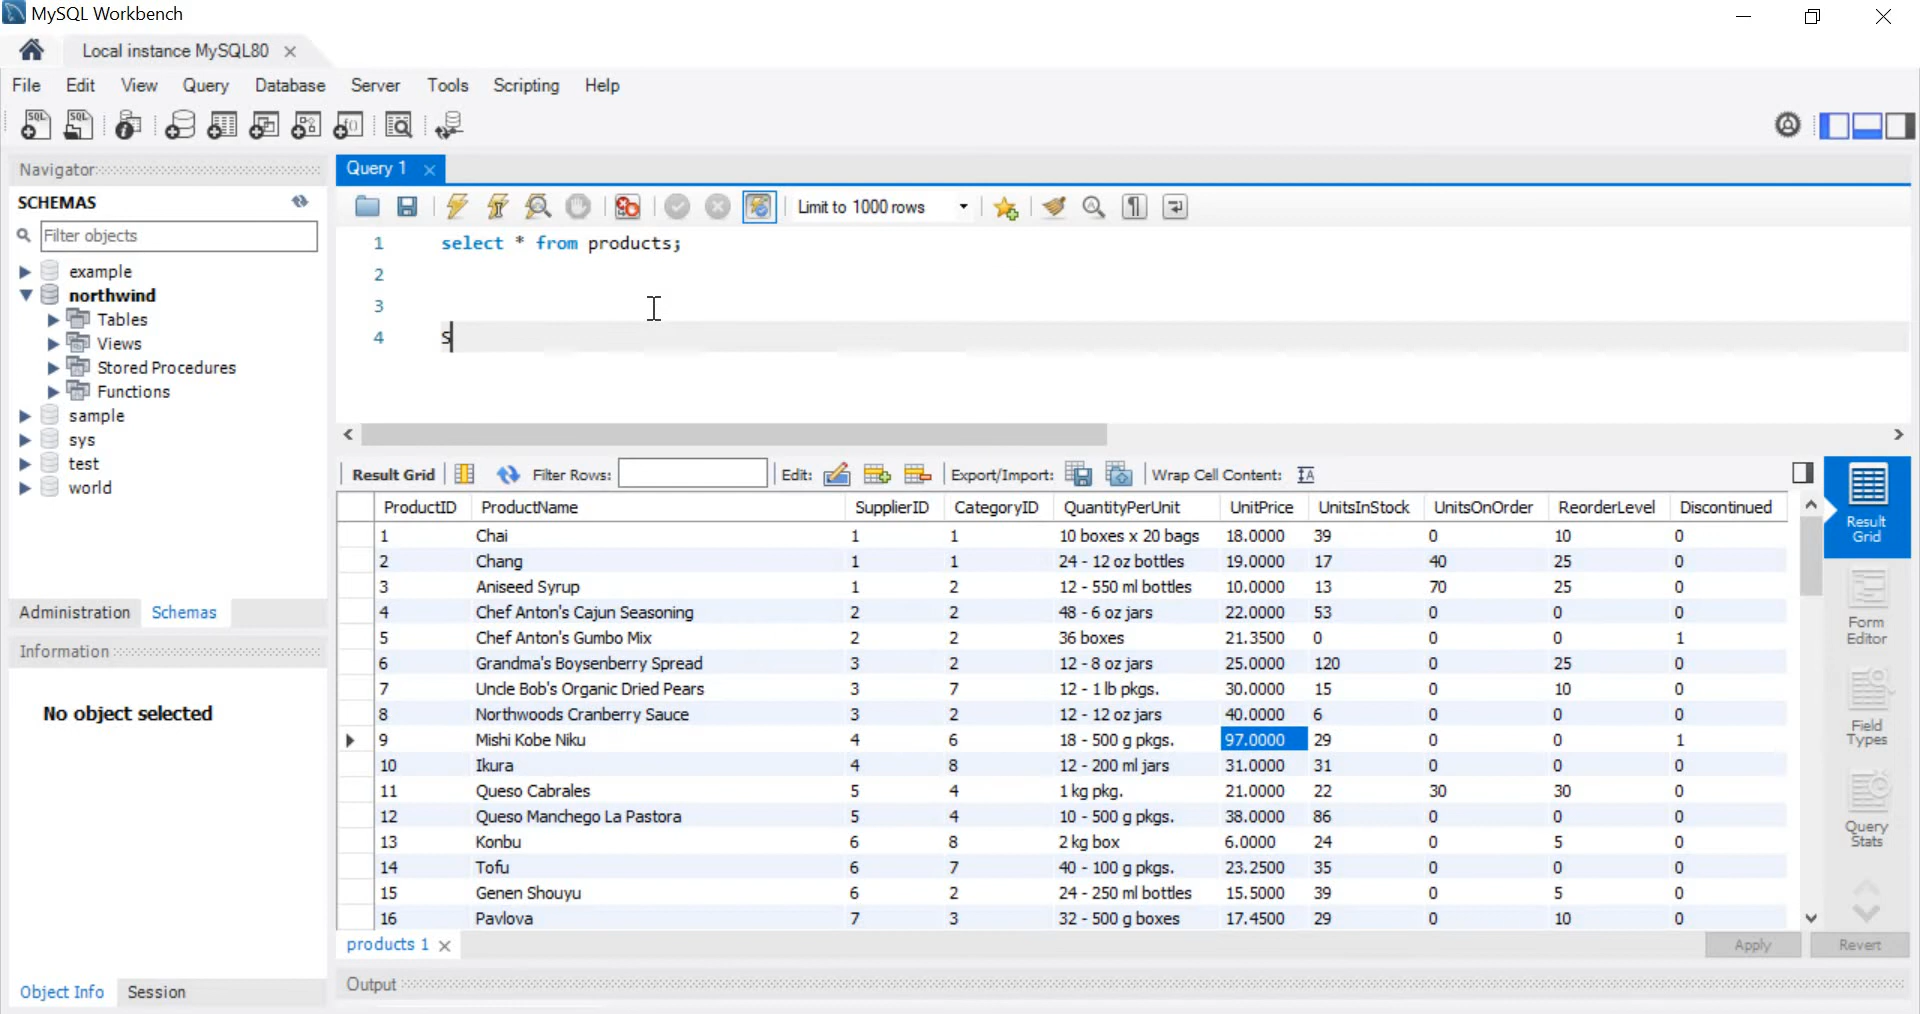 MySQL Workbench
Local instance MySQL80
File Edit View Query Database Server Tools Scripting Help
Navigator
SCHEMAS
Filter objects
example
northwind
Tables
Views
Stored Procedures
Functions
sample
sys
test
world
Administration Schemas
Information
No object selected
Object Info Session
Query 1
Limit to 1000 rows
1 select * from products;
2
3
4 s
Result Grid Filter Rows: Edit: Export/Import: Wrap Cell Content:
ProductID ProductName SupplierID CategoryID QuantityPerUnit UnitPrice UnitsInStock UnitsOnOrder ReorderLevel Discontinued
1 Chai 1 1 10 boxes x 20 bags 18.0000 39 0 10 0
2 Chang 1 1 24 - 12 oz bottles 19.0000 17 40 25 0
3 Aniseed Syrup 1 2 12 - 550 ml bottles 10.0000 13 70 25 0
4 Chef Anton's Cajun Seasoning 2 2 48 - 6 oz jars 22.0000 53 0 0 0
5 Chef Anton's Gumbo Mix 2 2 36 boxes 21.3500 0 0 0 1
6 Grandma's Boysenberry Spread 3 2 12 - 8 oz jars 25.0000 120 0 25 0
7 Uncle Bob's Organic Dried Pears 3 7 12 - 1 lb pkgs. 30.0000 15 0 10 0
8 Northwoods Cranberry Sauce 3 2 12 - 12 oz jars 40.0000 6 0 0 0
9 Mishi Kobe Niku 4 6 18 - 500 g pkgs. 97.0000 29 0 0 1
10 Ikura 4 8 12 - 200 ml jars 31.0000 31 0 0 0
11 Queso Cabrales 5 4 1 kg pkg. 21.0000 22 30 30 0
12 Queso Manchego La Pastora 5 4 10 - 500 g pkgs. 38.0000 86 0 0 0
13 Konbu 6 8 2 kg box 6.0000 24 0 5 0
14 Tofu 6 7 40 - 100 g pkgs. 23.2500 35 0 0 0
15 Genen Shouyu 6 2 24 - 250 ml bottles 15.5000 39 0 5 0
16 Pavlova 7 3 32 - 500 g boxes 17.4500 29 0 10 0
Result
Grid
Form
Editor
Field
Types
Query
Stats
products 1
Apply Revert
Output